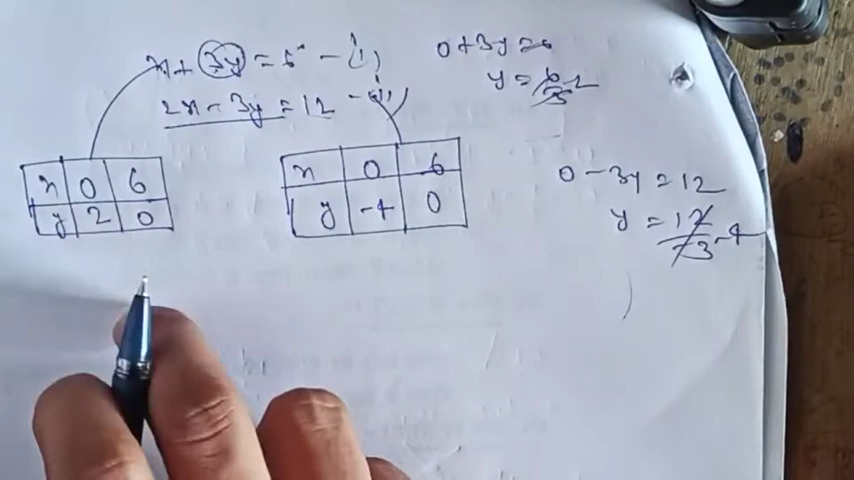 x + 3y = 6 - (i)
2x - 3y = 12 - (ii)
x 0 6
y 2 0
x 0 6
y -4 0
0 + 3y = 6
y = 6/3 2
0 - 3y = 12
y = 12/-3 -4